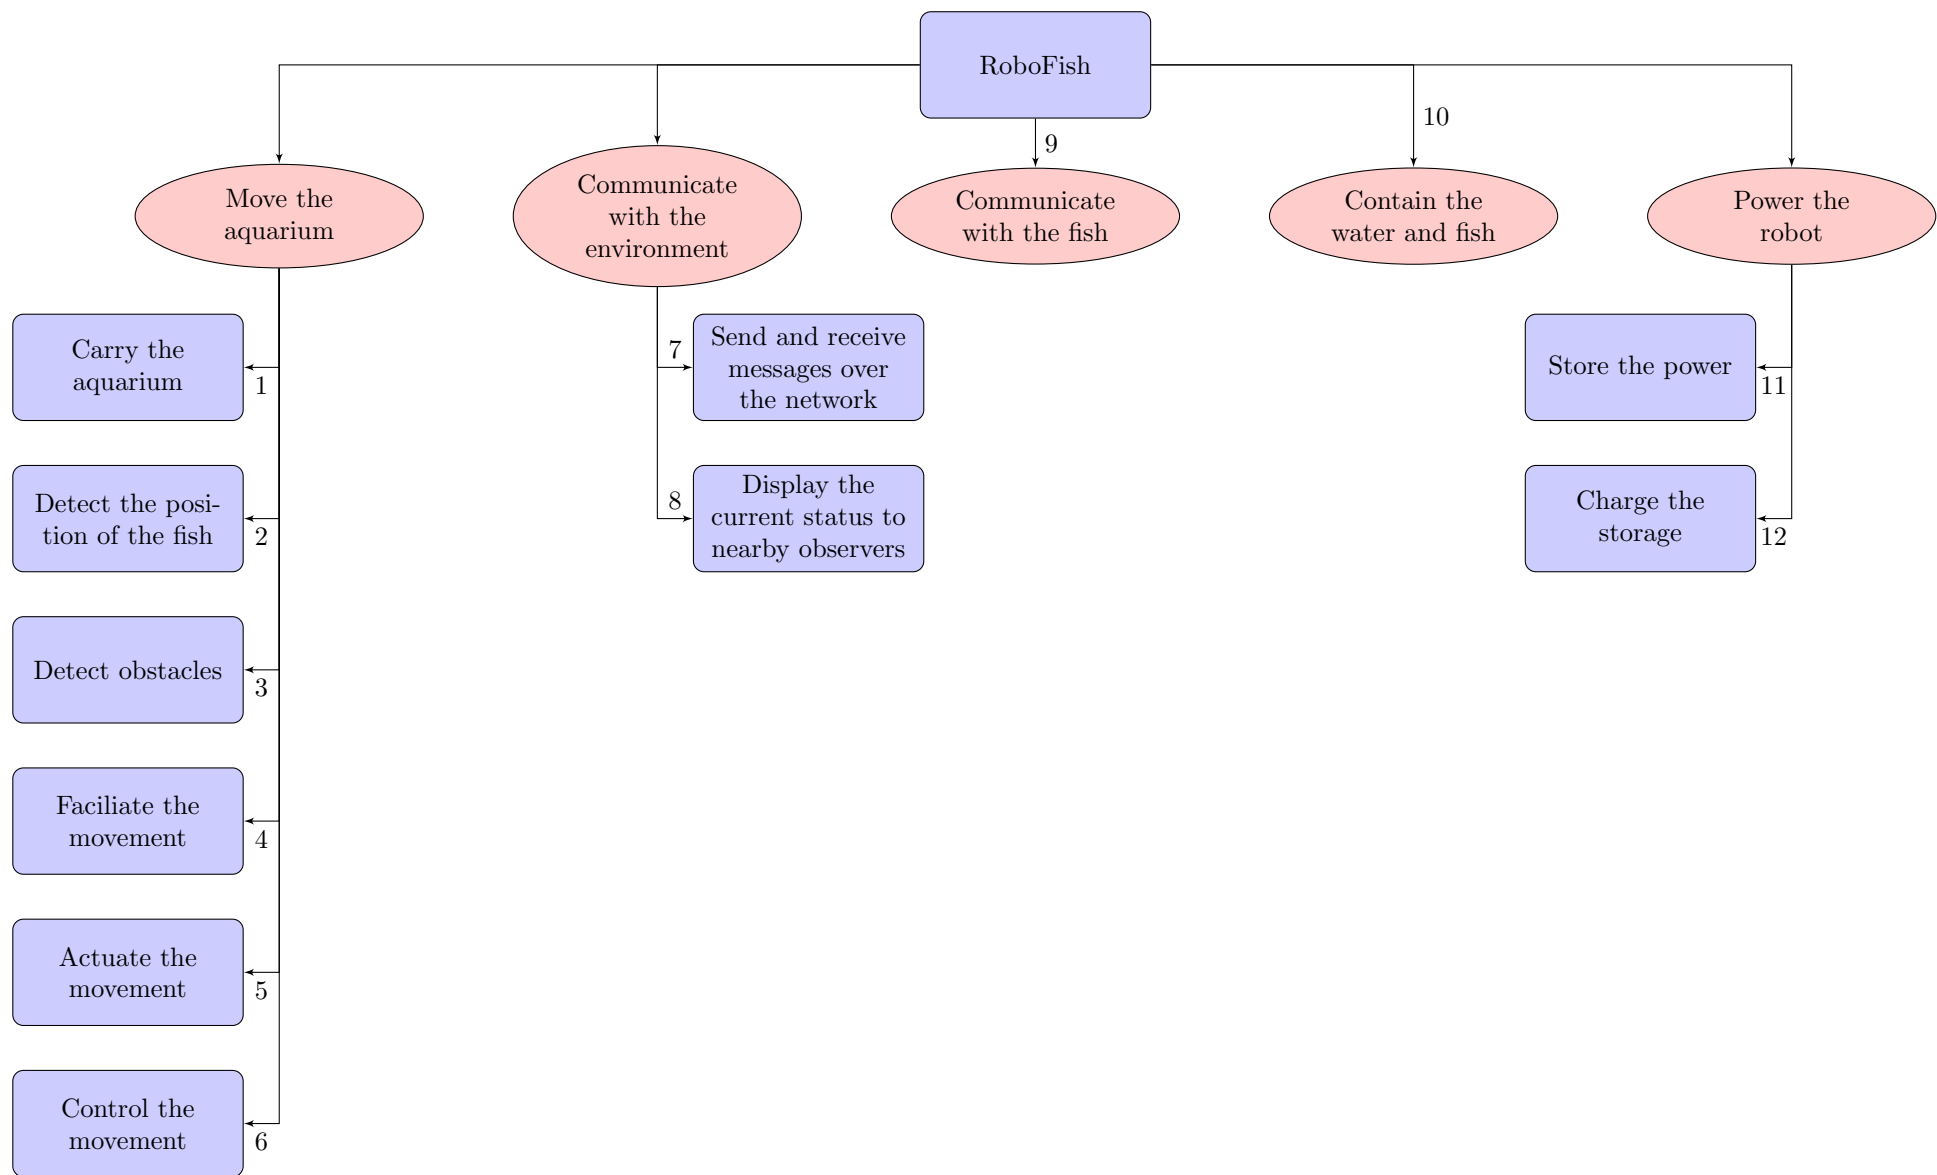 RoboFish
9
10
Move the
aquarium
Communicate
with the
environment
Communicate
with the fish
Contain the
water and fish
Power the
robot
Carry the
aquarium
1
Detect the posi-
tion of the fish
2
Detect obstacles
3
Faciliate the
movement
4
Actuate the
movement
5
Control the
movement
6
7
Send and receive
messages over
the network
8
Display the
current status to
nearby observers
Store the power
11
Charge the
storage
12